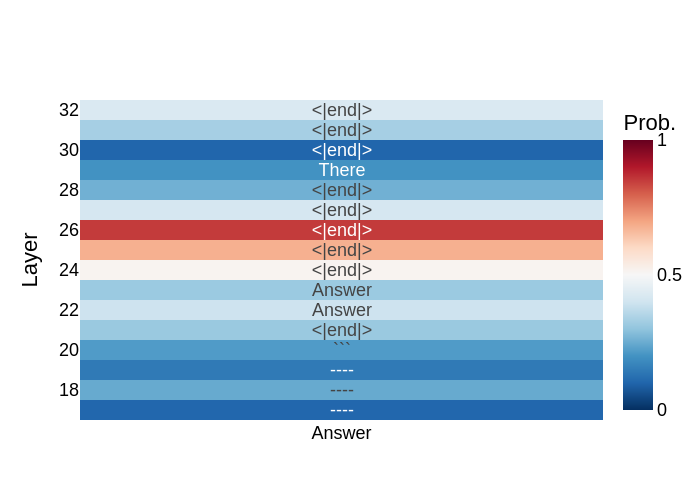 Prob.
32 <|end|> 1
<|end|>
30 <|end|>
There
28 <|end|>
<|end|>
26 <|end|>
<|end|>
24 <|end|> 0.5
Answer
22 Answer
<|end|>
20 ```
----
18 ----
---- 0
Layer
Answer